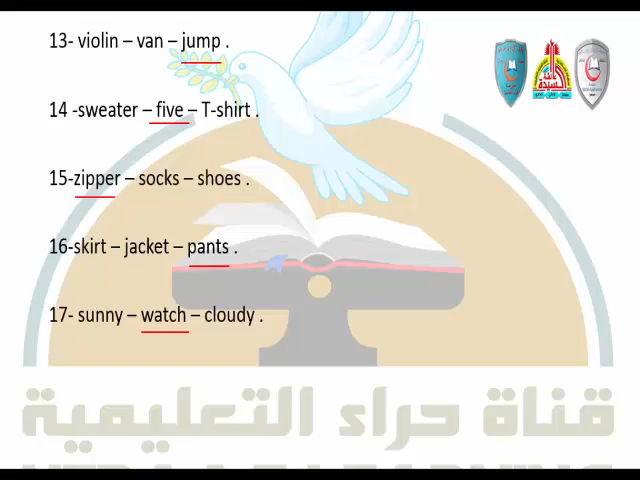 13- violin – van – jump .
14 -sweater – five – T-shirt .
15-zipper – socks – shoes .
16-skirt – jacket – pants .
17- sunny – watch – cloudy .
قناة حراء التعليمية